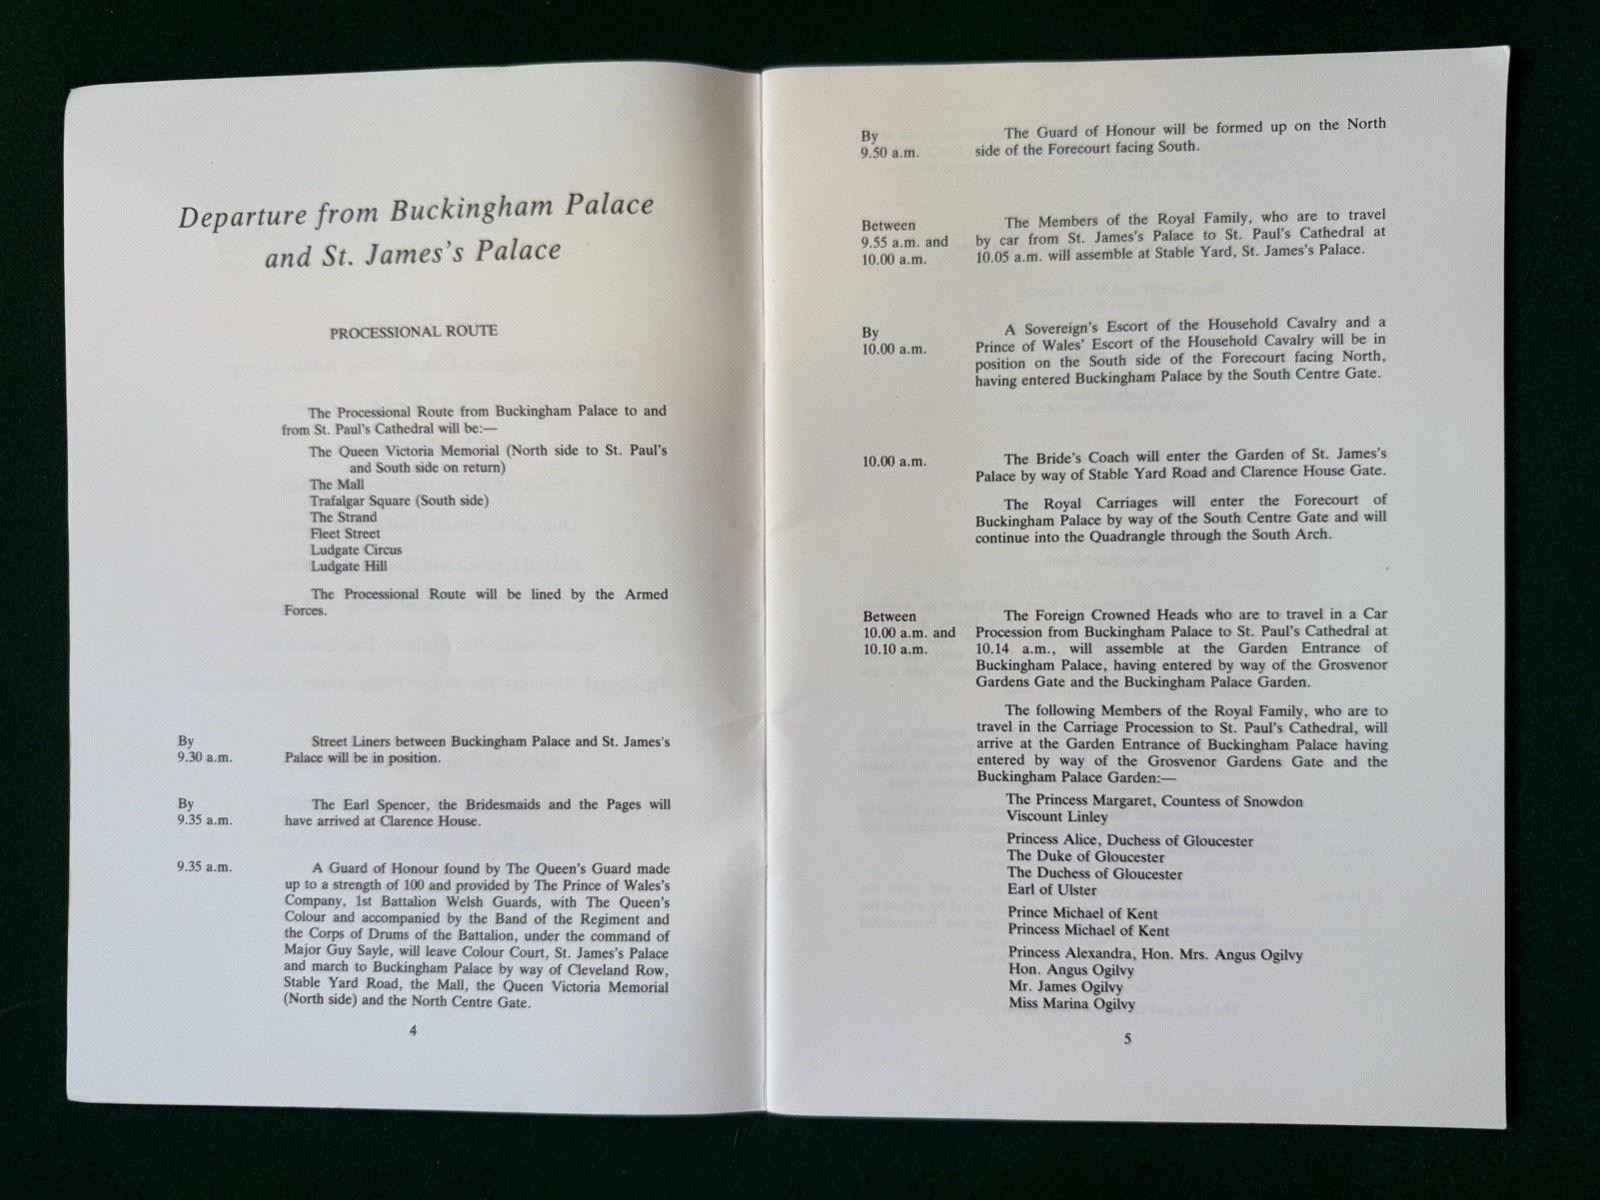 Departure from Buckingham Palace
and St. James's Palace
PROCESSIONAL ROUTE
The Processional Route from Buckingham Palace to and
from St. Paul's Cathedral will be:—
The Queen Victoria Memorial (North side to St. Paul's
and South side on return)
The Mall
Trafalgar Square (South side)
The Strand
Fleet Street
Ludgate Circus
Ludgate Hill
The Processional Route will be lined by the Armed
Forces.
By
9.30 a.m.
Street Liners between Buckingham Palace and St. James's
Palace will be in position.
By
9.35 a.m.
The Earl Spencer, the Bridesmaids and the Pages will
have arrived at Clarence House.
9.35 a.m.
A Guard of Honour found by The Queen's Guard made
up to a strength of 100 and provided by The Prince of Wales's
Company, 1st Battalion Welsh Guards, with The Queen's
Colour and accompanied by the Band of the Regiment and
the Corps of Drums of the Battalion, under the command of
Major Guy Sayle, will leave Colour Court, St. James's Palace
and march to Buckingham Palace by way of Cleveland Row,
Stable Yard Road, the Mall, the Queen Victoria Memorial
(North side) and the North Centre Gate.
4
By
9.50 a.m.
The Guard of Honour will be formed up on the North
side of the Forecourt facing South.
Between
9.55 a.m. and
10.00 a.m.
The Members of the Royal Family, who are to travel
by car from St. James's Palace to St. Paul's Cathedral at
10.05 a.m. will assemble at Stable Yard, St. James's Palace.
By
10.00 a.m.
A Sovereign's Escort of the Household Cavalry and a
Prince of Wales' Escort of the Household Cavalry will be in
position on the South side of the Forecourt facing North,
having entered Buckingham Palace by the South Centre Gate.
10.00 a.m.
The Bride's Coach will enter the Garden of St. James's
Palace by way of Stable Yard Road and Clarence House Gate.
The Royal Carriages will enter the Forecourt of
Buckingham Palace by way of the South Centre Gate and will
continue into the Quadrangle through the South Arch.
Between
10.00 a.m. and
10.10 a.m.
The Foreign Crowned Heads who are to travel in a Car
Procession from Buckingham Palace to St. Paul's Cathedral at
10.14 a.m., will assemble at the Garden Entrance of
Buckingham Palace, having entered by way of the Grosvenor
Gardens Gate and the Buckingham Palace Garden.
The following Members of the Royal Family, who are to
travel in the Carriage Procession to St. Paul's Cathedral, will
arrive at the Garden Entrance of Buckingham Palace having
entered by way of the Grosvenor Gardens Gate and the
Buckingham Palace Garden:—
The Princess Margaret, Countess of Snowdon
Viscount Linley
Princess Alice, Duchess of Gloucester
The Duke of Gloucester
The Duchess of Gloucester
Earl of Ulster
Prince Michael of Kent
Princess Michael of Kent
Princess Alexandra, Hon. Mrs. Angus Ogilvy
Hon. Angus Ogilvy
Mr. James Ogilvy
Miss Marina Ogilvy
5